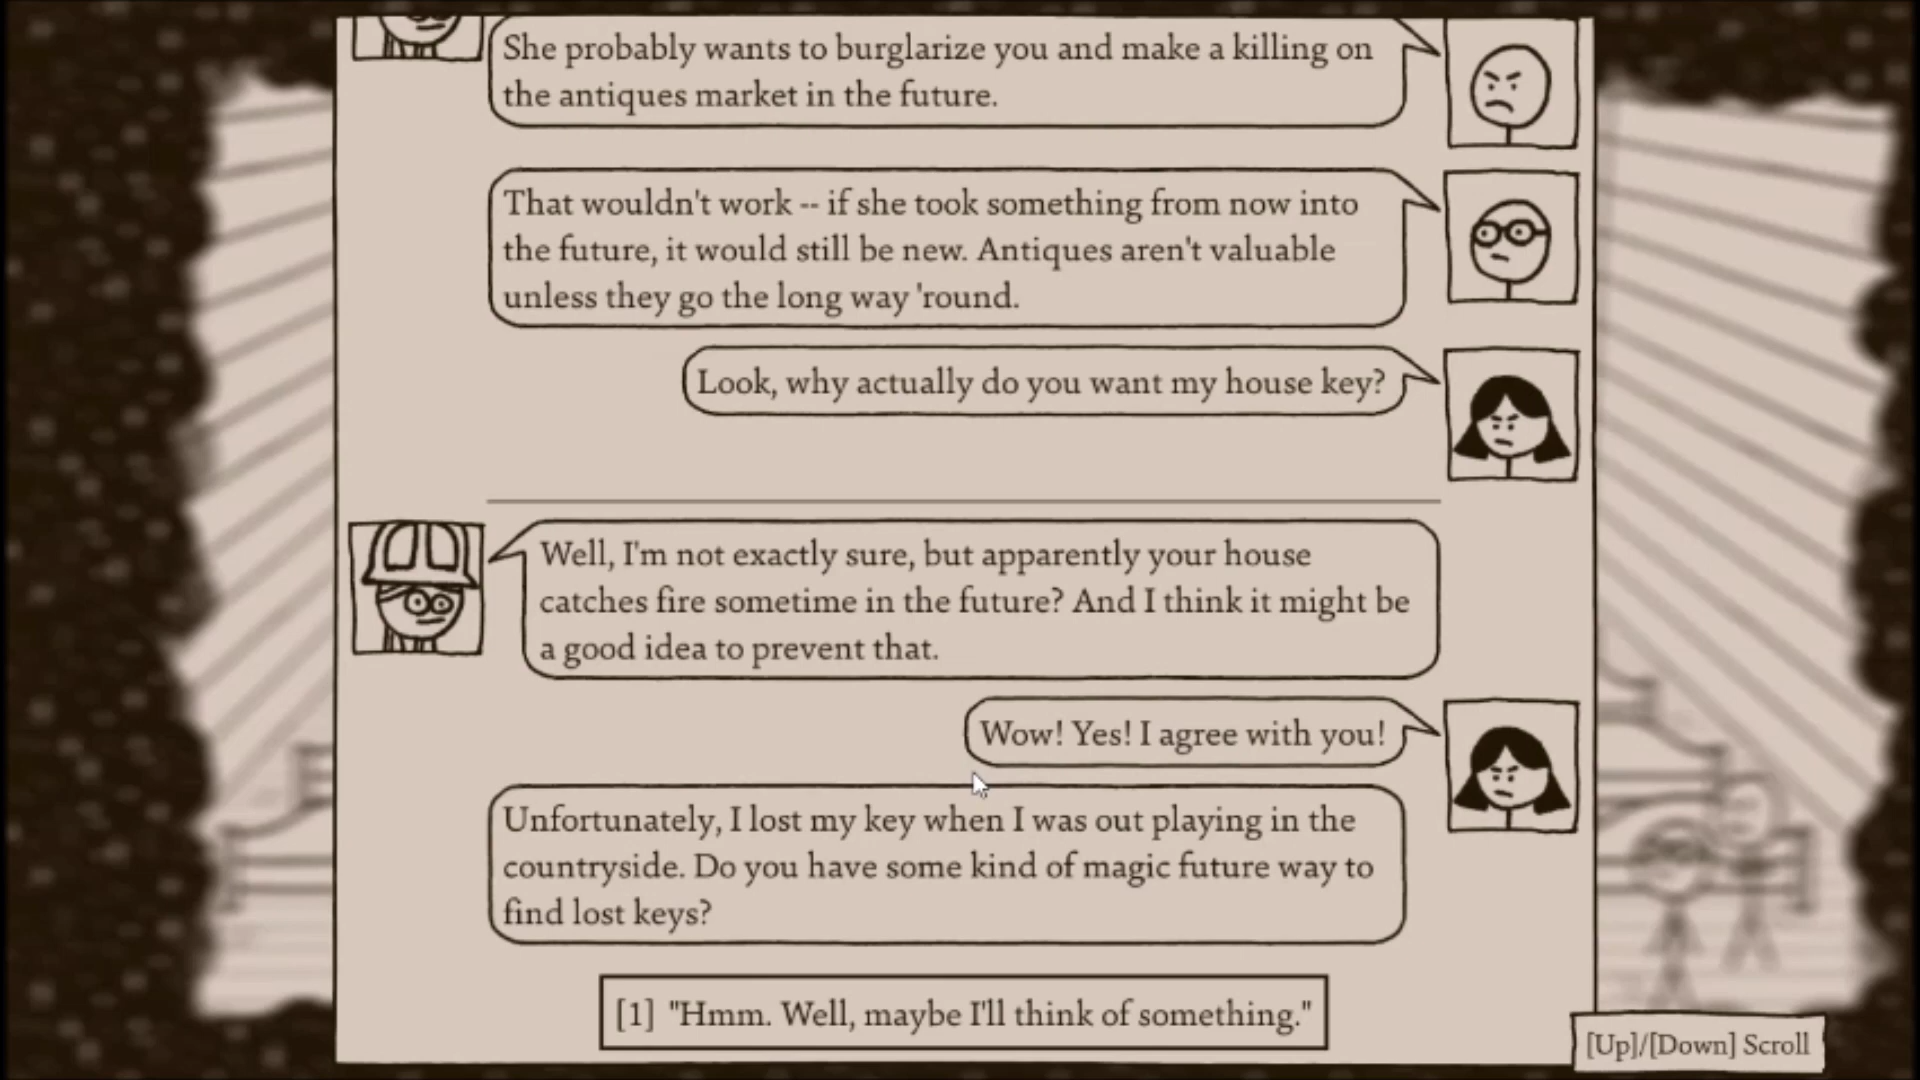 She probably wants to burglarize you and make a killing on
the antiques market in the future.
That wouldn't work -- if she took something from now into
the future, it would still be new. Antiques aren't valuable
unless they go the long way 'round.
Look, why actually do you want my house key?
Well, I'm not exactly sure, but apparently your house
catches fire sometime in the future? And I think it might be
a good idea to prevent that.
Wow! Yes! I agree with you!
Unfortunately, I lost my key when I was out playing in the
countryside. Do you have some kind of magic future way to
find lost keys?
[1] "Hmm. Well, maybe I'll think of something."
[Up]/[Down] Scroll